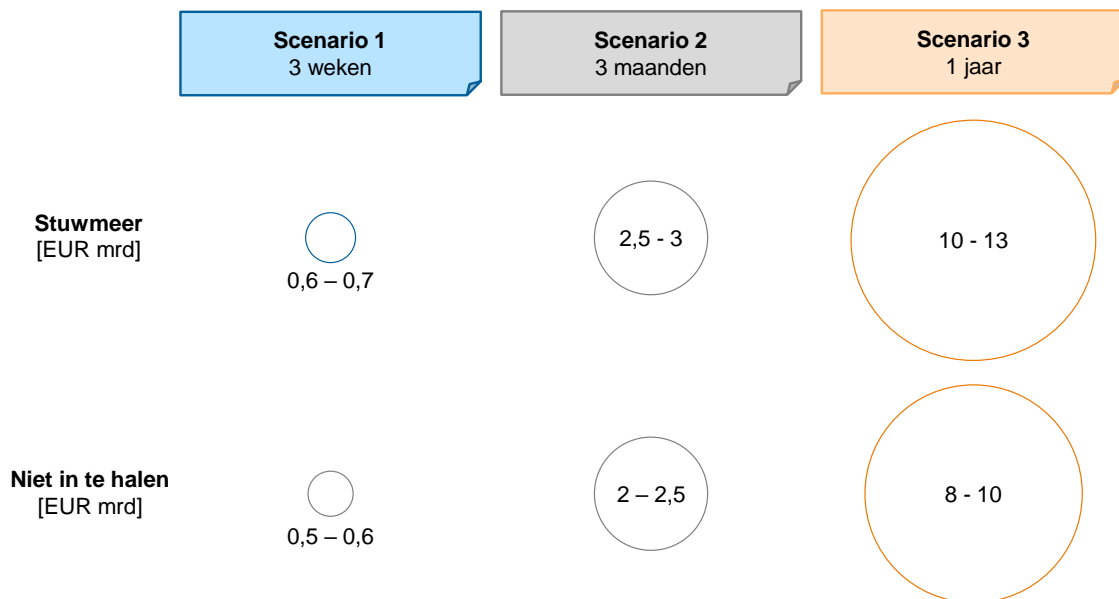 Scenario 1
3 weken
Scenario 2
3 maanden
Scenario 3
1 jaar
Stuwmeer
[EUR mrd]
0,6 – 0,7
2,5 - 3
10 - 13
Niet in te halen
[EUR mrd]
0,5 – 0,6
2 – 2,5
8 - 10